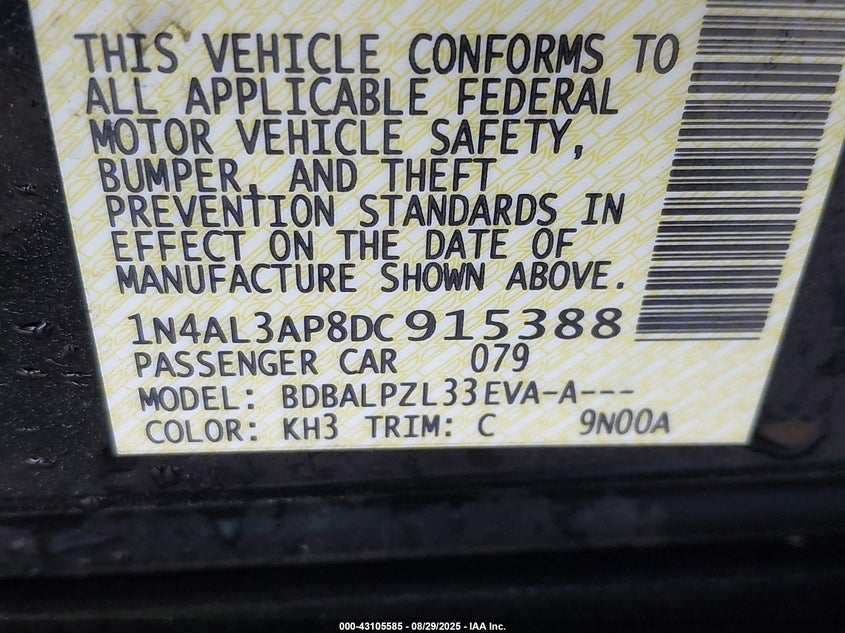 THIS VEHICLE CONFORMS TO
ALL APPLICABLE FEDERAL
MOTOR VEHICLE SAFETY,
BUMPER, AND THEFT
PREVENTION STANDARDS IN
EFFECT ON THE DATE OF
MANUFACTURE SHOWN ABOVE.
1N4AL3AP8DC915388
PASSENGER CAR 079
MODEL: BDBALPZL33EVA-A---
COLOR: KH3 TRIM: C 9N00A
000-43105585 - 08/29/2025 - IAA Inc.